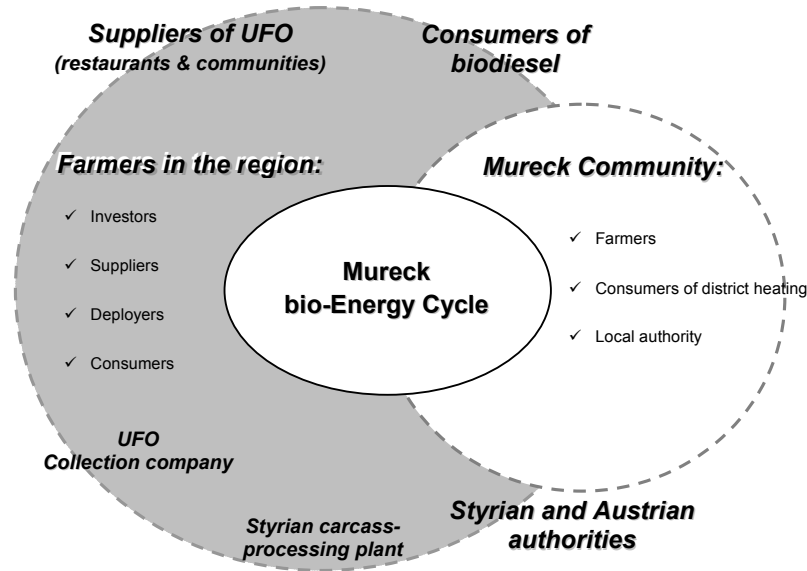 Suppliers of UFO
(restaurants & communities)
Consumers of
biodiesel
Farmers in the region:
✓ Investors
✓ Suppliers
✓ Deployers
✓ Consumers
Mureck
bio-Energy Cycle
Mureck Community:
✓ Farmers
✓ Consumers of district heating
✓ Local authority
UFO
Collection company
Styrian carcass-
processing plant
Styrian and Austrian
authorities